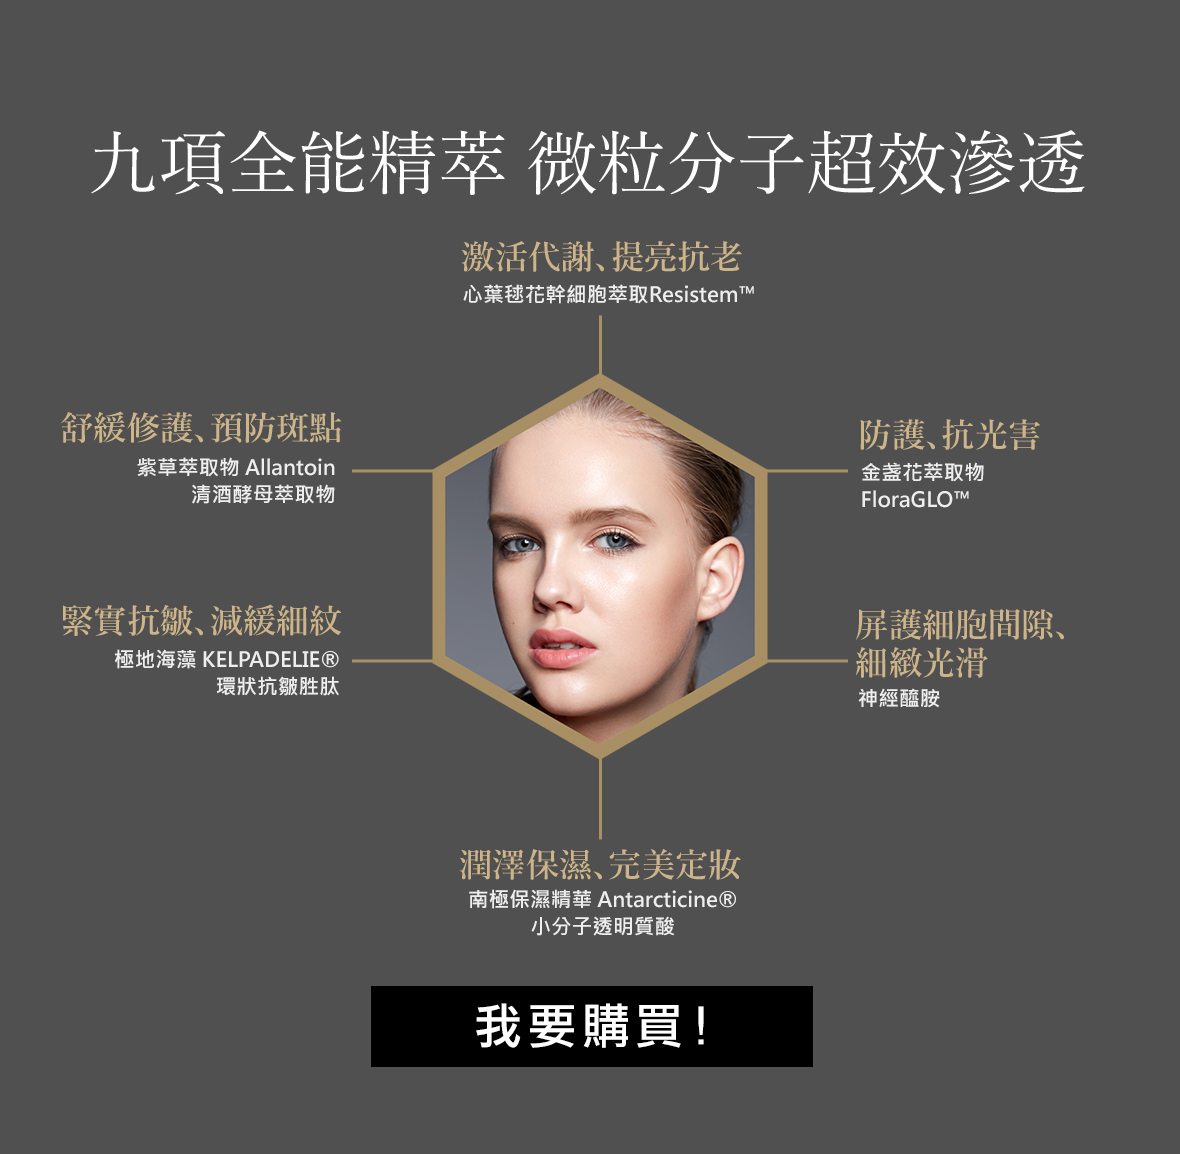 九項全能精萃 微粒分子超效滲透
激活代謝、提亮抗老
心葉毬花幹細胞萃取Resistem™
舒緩修護、預防斑點
紫草萃取物 Allantoin
清酒酵母萃取物
防護、抗光害
金盞花萃取物
FloraGLO™
緊實抗皺、減緩細紋
極地海藻 KELPADELIE®
環狀抗皺胜肽
屏護細胞間隙、
細緻光滑
神經醯胺
潤澤保濕、完美定妝
南極保濕精華 Antarcticine®
小分子透明質酸
我要購買！